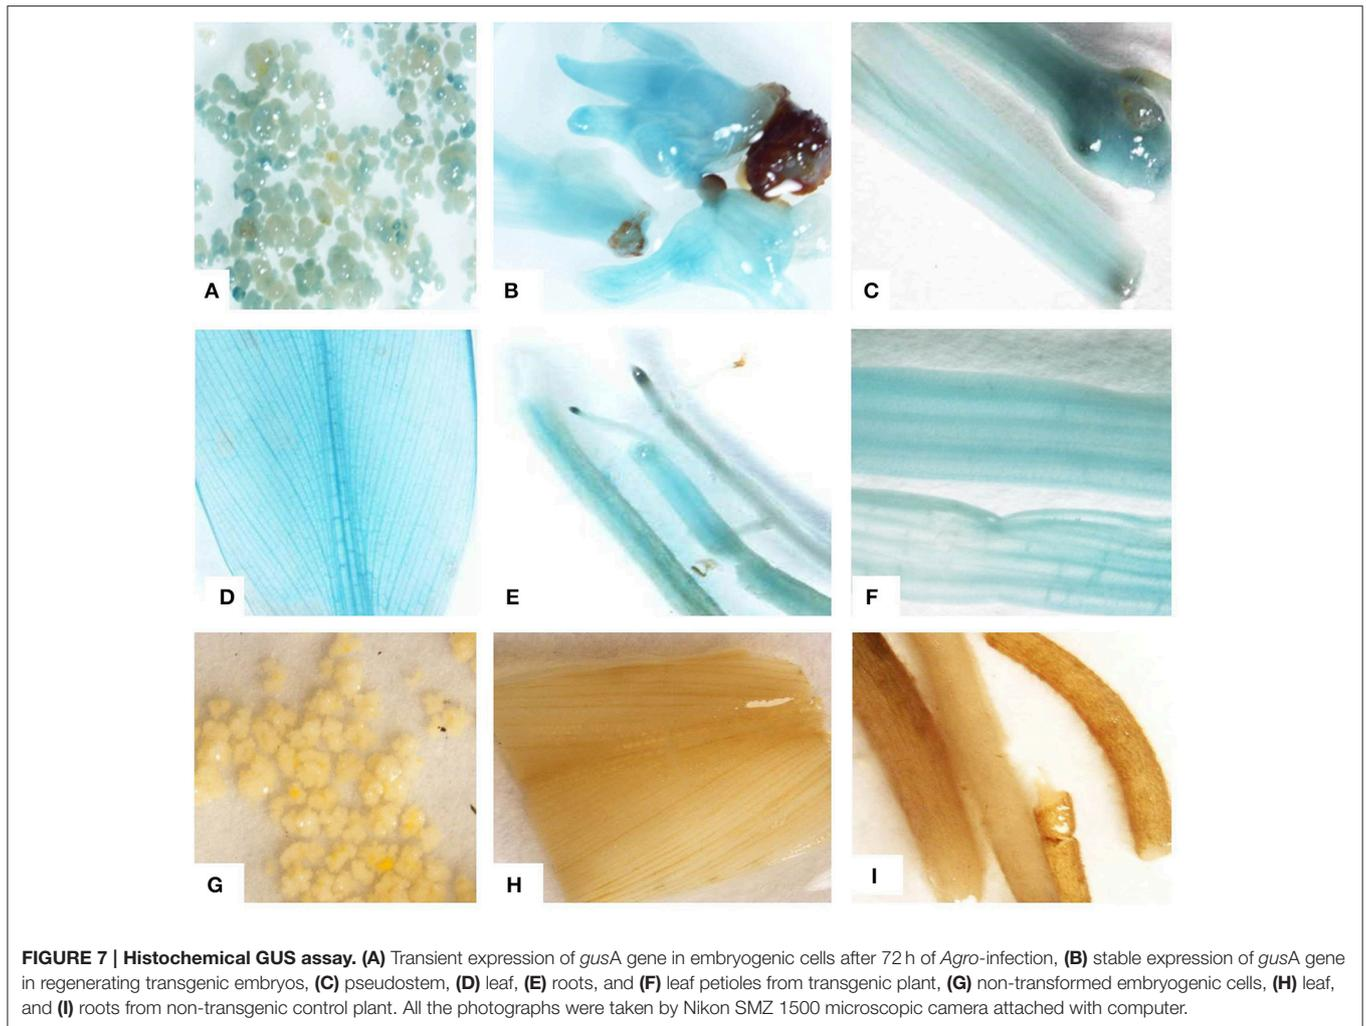 A
B
C
D
E
F
G
H
I
FIGURE 7 | Histochemical GUS assay. (A) Transient expression of gusA gene in embryogenic cells after 72 h of Agro-infection, (B) stable expression of gusA gene
in regenerating transgenic embryos, (C) pseudostem, (D) leaf, (E) roots, and (F) leaf petioles from transgenic plant, (G) non-transformed embryogenic cells, (H) leaf,
and (I) roots from non-transgenic control plant. All the photographs were taken by Nikon SMZ 1500 microscopic camera attached with computer.